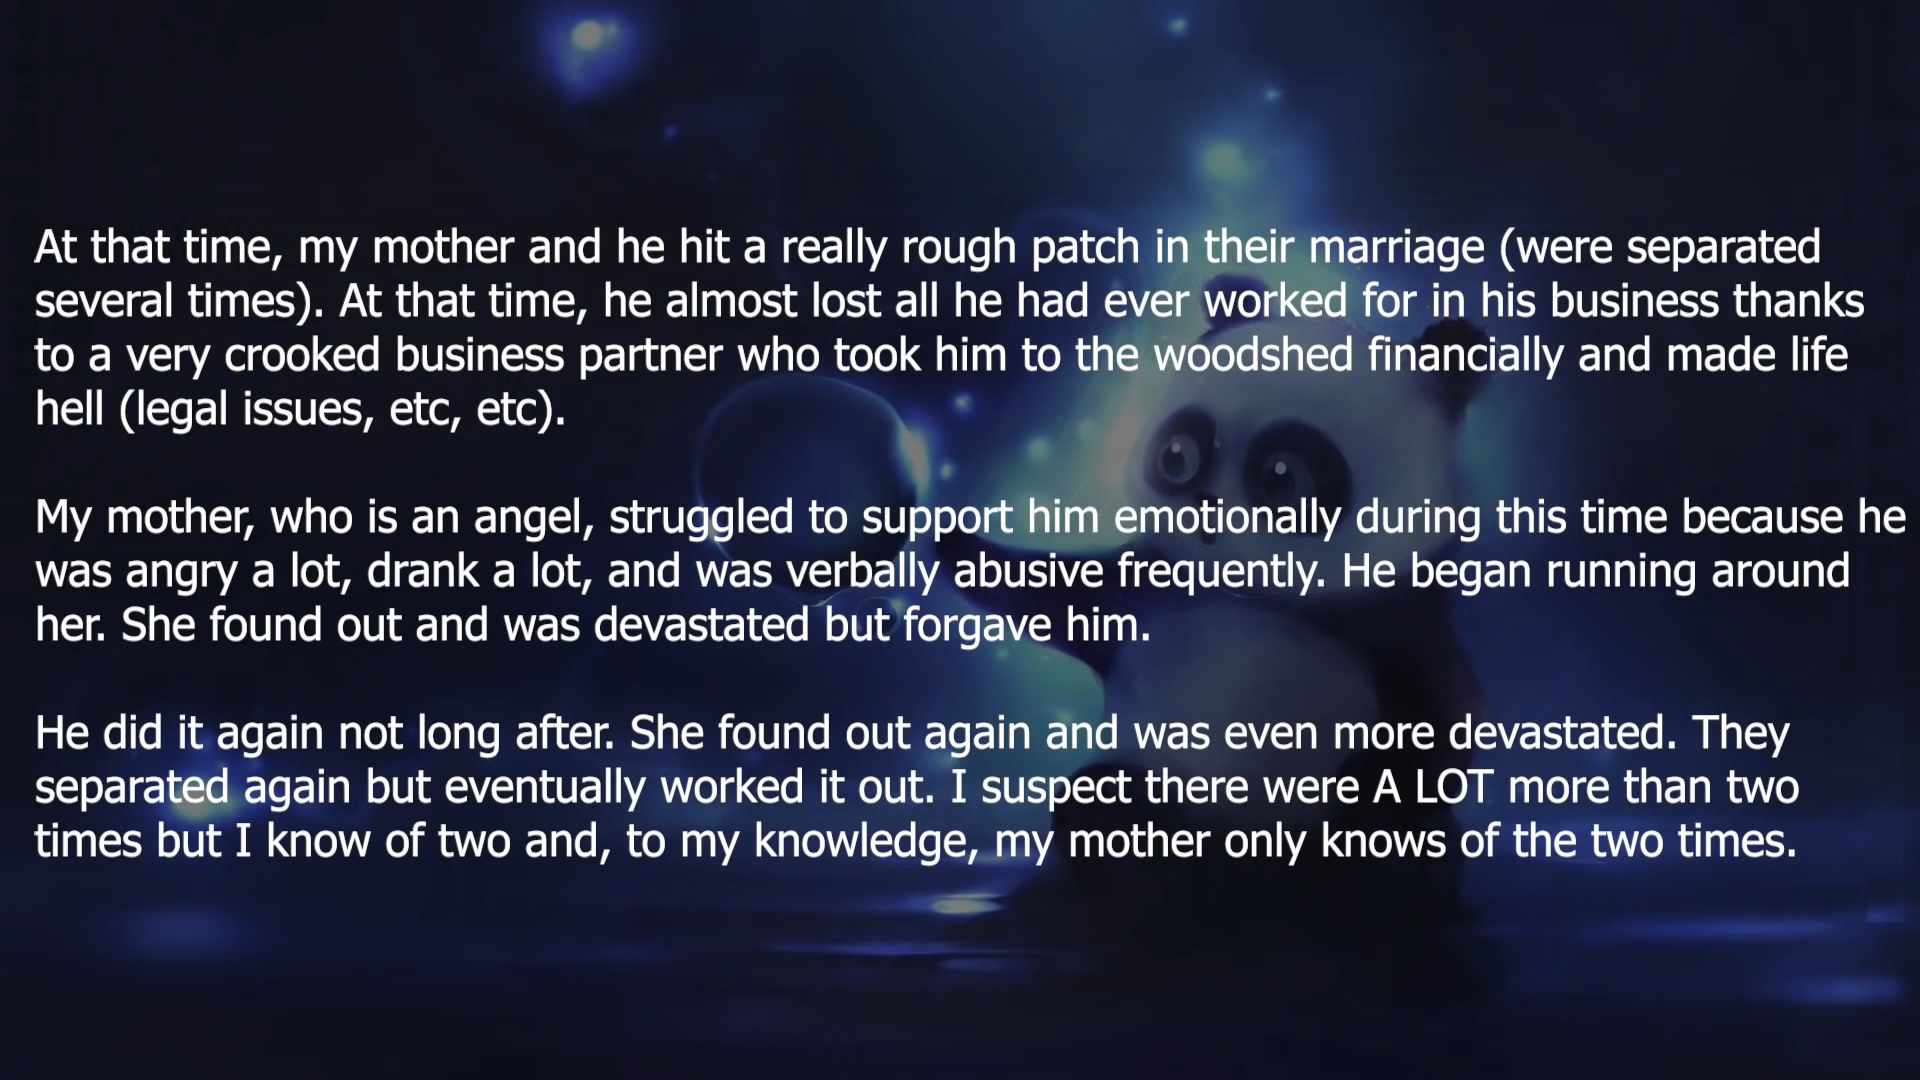 At that time, my mother and he hit a really rough patch in their marriage (were separated
several times). At that time, he almost lost all he had ever worked for in his business thanks
to a very crooked business partner who took him to the woodshed financially and made life
hell (legal issues, etc, etc).
My mother, who is an angel, struggled to support him emotionally during this time because he
was angry a lot, drank a lot, and was verbally abusive frequently. He began running around
her. She found out and was devastated but forgave him.
He did it again not long after. She found out again and was even more devastated. They
separated again but eventually worked it out. I suspect there were A LOT more than two
times but I know of two and, to my knowledge, my mother only knows of the two times.